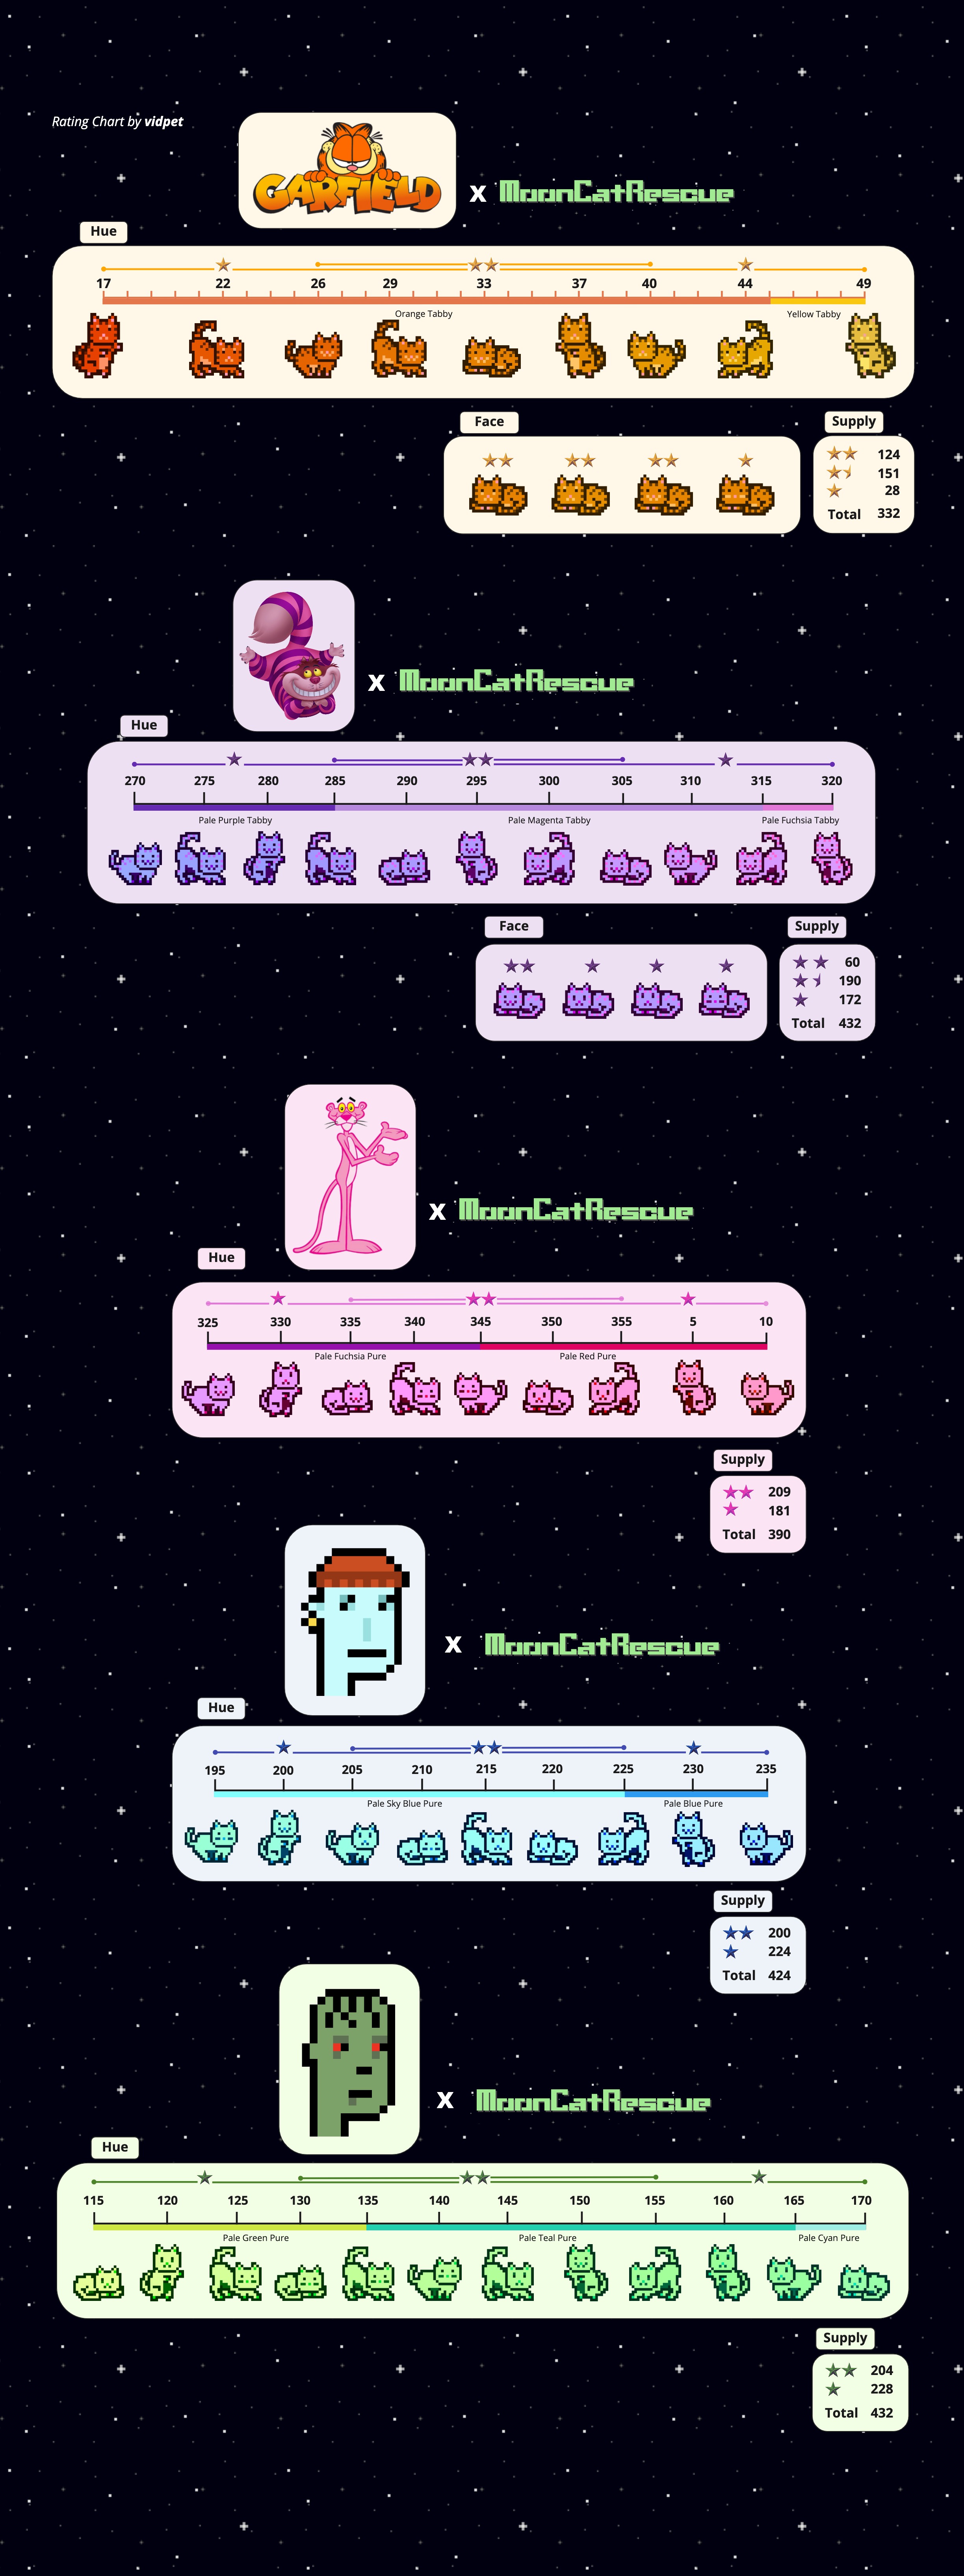 Rating Chart by vidpet
GARFIELD
x MoonCatRescue
Hue
17 22 26 29 33 37 40 44 49
Orange Tabby Yellow Tabby
Face Supply
124
151
28
Total 332
x MoonCatRescue
Hue
270 275 280 285 290 295 300 305 310 315 320
Pale Purple Tabby Pale Magenta Tabby Pale Fuchsia Tabby
Face Supply
60
190
172
Total 432
x MoonCatRescue
Hue
325 330 335 340 345 350 355 5 10
Pale Fuchsia Pure Pale Red Pure
Supply
209
181
Total 390
x MoonCatRescue
Hue
195 200 205 210 215 220 225 230 235
Pale Sky Blue Pure Pale Blue Pure
Supply
200
224
Total 424
x MoonCatRescue
Hue
115 120 125 130 135 140 145 150 155 160 165 170
Pale Green Pure Pale Teal Pure Pale Cyan Pure
Supply
204
228
Total 432